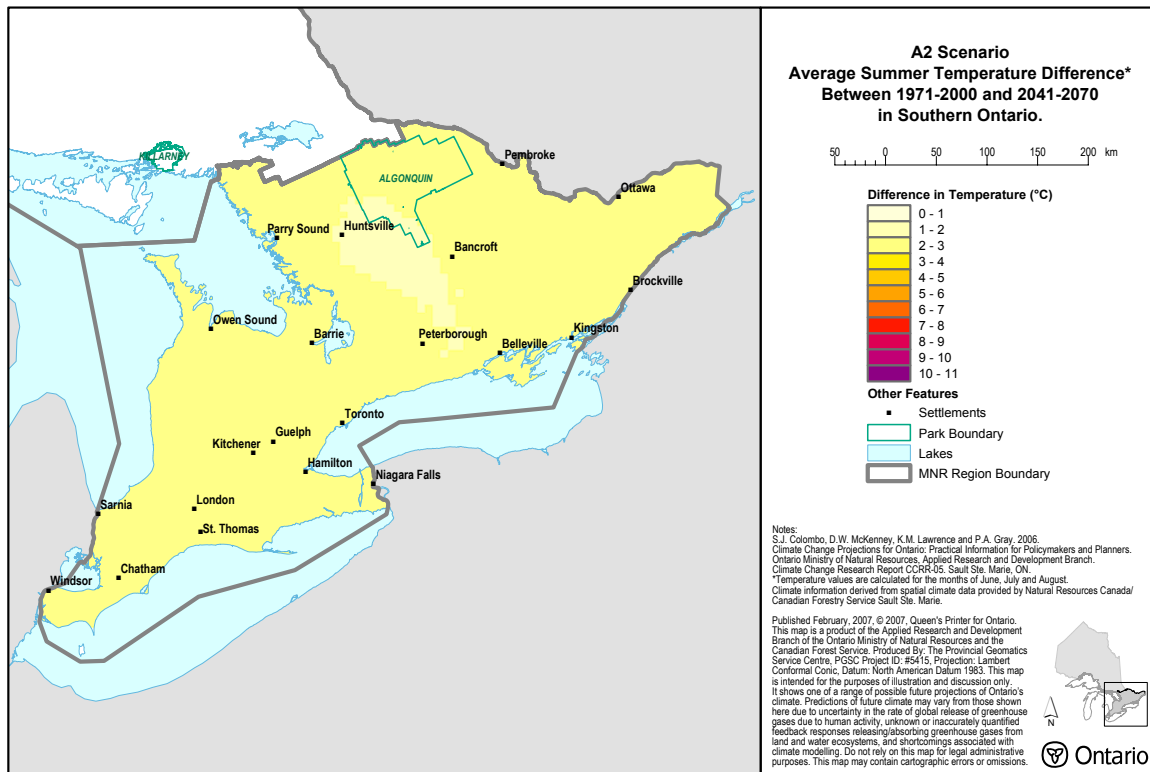 KILLARNEY
ALGONQUIN
Pembroke
Ottawa
Parry Sound
Huntsville
Bancroft
Brockville
Owen Sound
Barrie
Peterborough
Belleville
Kingston
Toronto
Guelph
Kitchener
Hamilton
Niagara Falls
Sarnia
London
St. Thomas
Chatham
Windsor
A2 Scenario
Average Summer Temperature Difference*
Between 1971-2000 and 2041-2070
in Southern Ontario.
50 0 50 100 150 200 km
Difference in Temperature (°C)
0 - 1
1 - 2
2 - 3
3 - 4
4 - 5
5 - 6
6 - 7
7 - 8
8 - 9
9 - 10
10 - 11
Other Features
Settlements
Park Boundary
Lakes
MNR Region Boundary
Notes:
S.J. Colombo, D.W. McKenney, K.M. Lawrence and P.A. Gray. 2006.
Climate Change Projections for Ontario: Practical Information for Policymakers and Planners.
Ontario Ministry of Natural Resources, Applied Research and Development Branch.
Climate Change Research Report CCRR-05. Sault Ste. Marie, ON.
*Temperature values are calculated for the months of June, July and August.
Climate information derived from spatial climate data provided by Natural Resources Canada/
Canadian Forestry Service Sault Ste. Marie.
Published February, 2007, © 2007, Queen's Printer for Ontario.
This map is a product of the Applied Research and Development
Branch of the Ontario Ministry of Natural Resources and the
Canadian Forest Service. Produced By: The Provincial Geomatics
Service Centre, PGSC Project ID: #5415, Projection: Lambert
Conformal Conic, Datum: North American Datum 1983. This map
is intended for the purposes of illustration and discussion only.
It shows one of a range of possible future projections of Ontario's
climate. Predictions of future climate may vary from those shown
here due to uncertainty in the rate of global release of greenhouse
gases due to human activity, unknown or inaccurately quantified
feedback responses releasing/absorbing greenhouse gases from
land and water ecosystems, and shortcomings associated with
climate modelling. Do not rely on this map for legal administrative
purposes. This map may contain cartographic errors or omissions.
N
Ontario